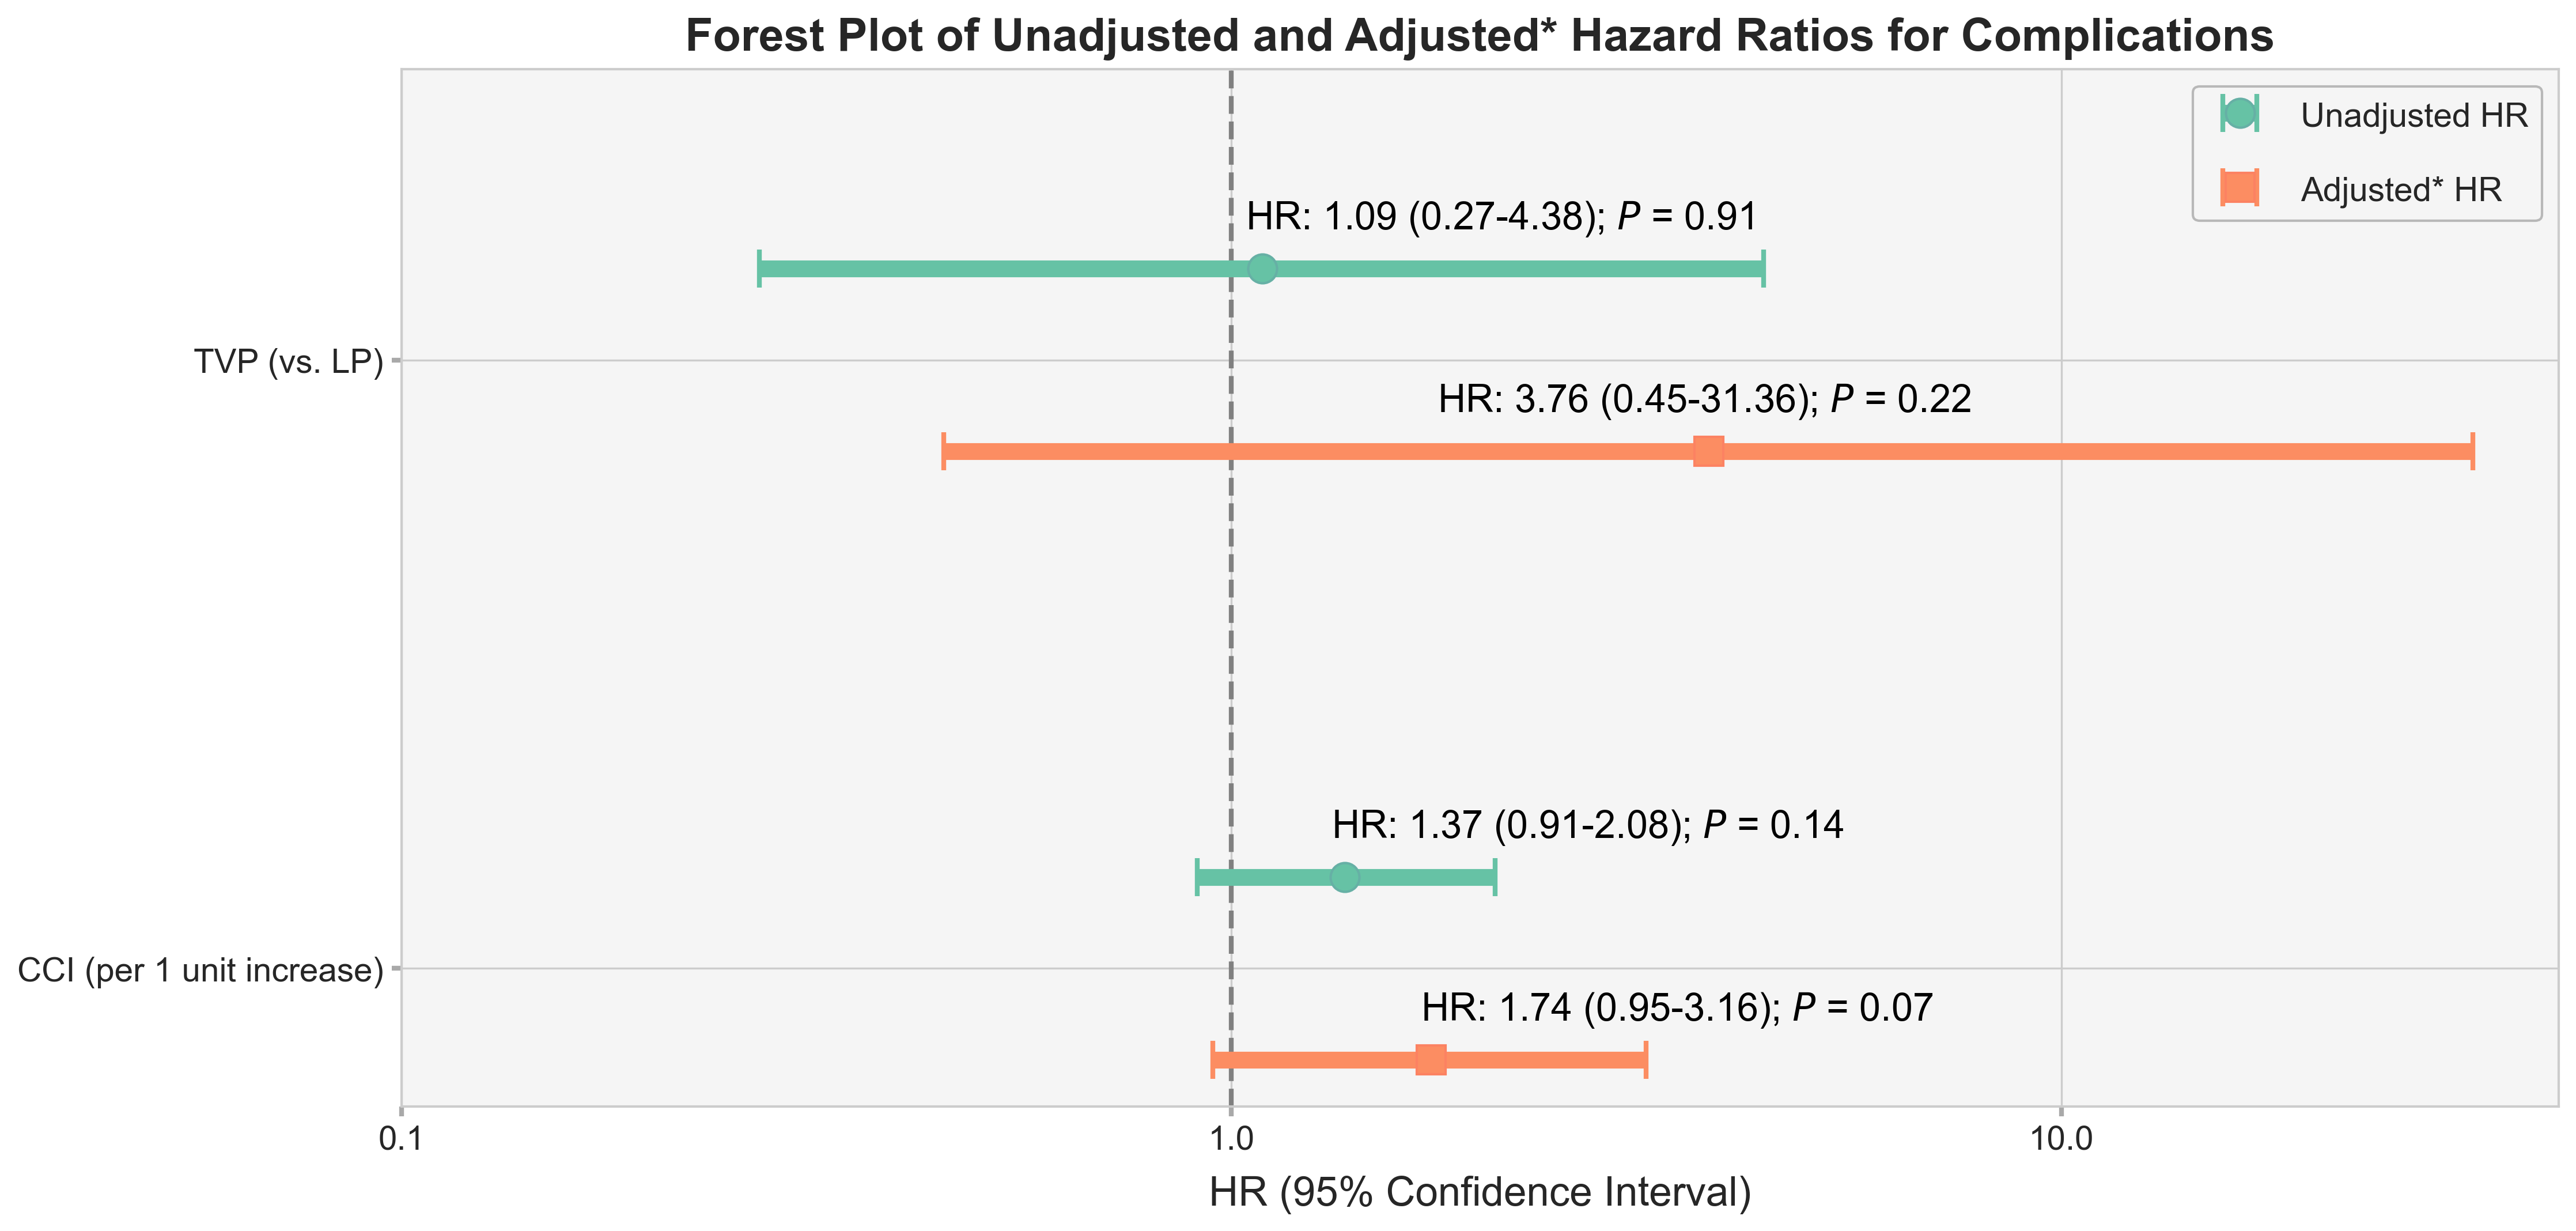 Forest Plot of Unadjusted and Adjusted* Hazard Ratios for Complications
Unadjusted HR
Adjusted* HR
HR: 1.09 (0.27-4.38); P = 0.91
TVP (vs. LP)
HR: 3.76 (0.45-31.36); P = 0.22
HR: 1.37 (0.91-2.08); P = 0.14
CCI (per 1 unit increase)
HR: 1.74 (0.95-3.16); P = 0.07
0.1 1.0 10.0
HR (95% Confidence Interval)